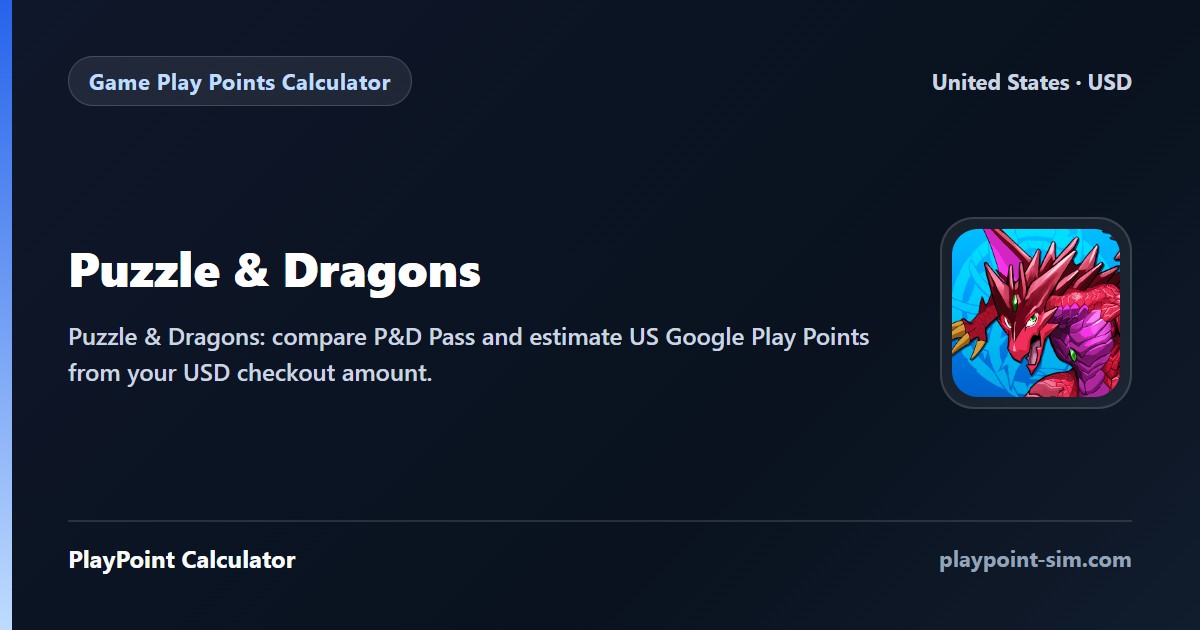 Game Play Points Calculator
United States · USD
Puzzle & Dragons
Puzzle & Dragons: compare P&D Pass and estimate US Google Play Points
from your USD checkout amount.
PlayPoint Calculator
playpoint-sim.com